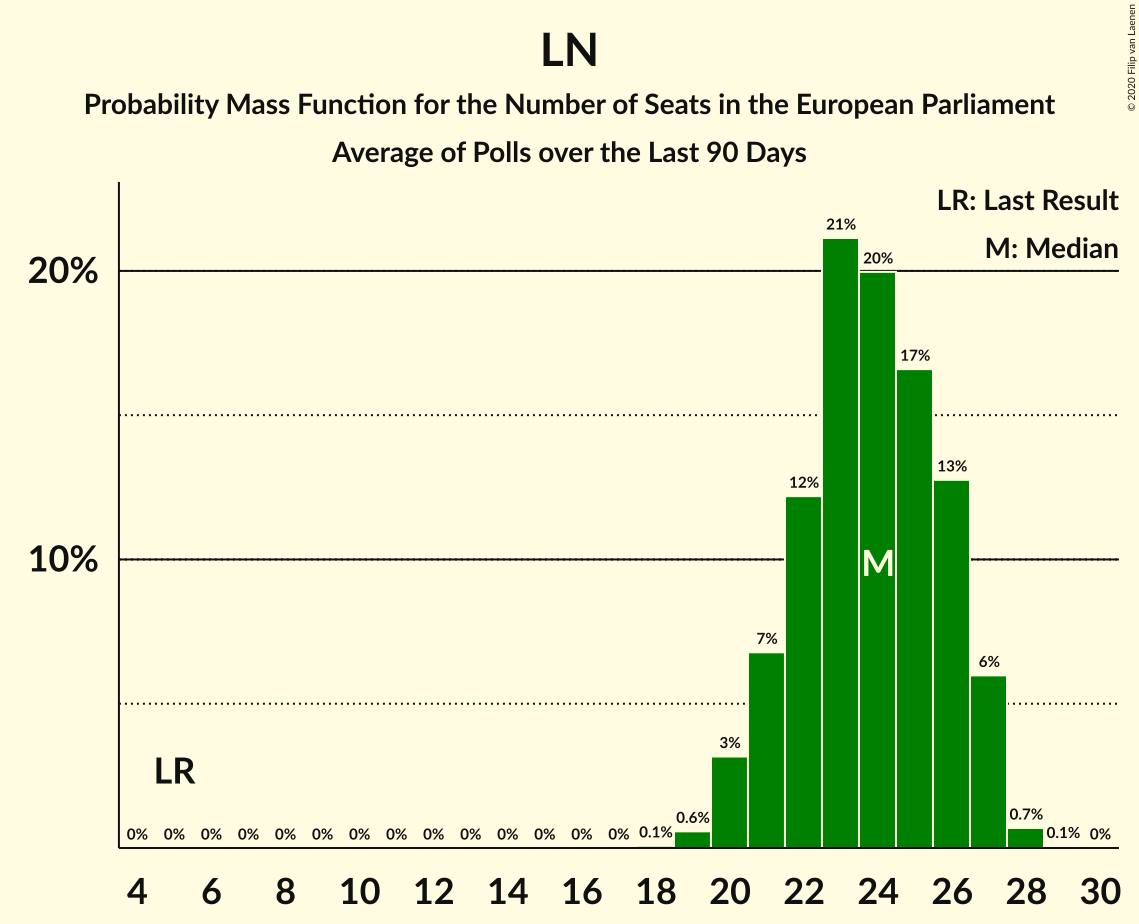 LN
Probability Mass Function for the Number of Seats in the European Parliament
Average of Polls over the Last 90 Days
© 2020 Filip van Laenen
LR: Last Result
M: Median
20%
10%
21%
20%
17%
13%
12%
M
7%
6%
3%
LR
0% 0% 0% 0% 0% 0% 0% 0% 0% 0% 0% 0% 0% 0% 0.1% 0.6% 0.7% 0.1% 0%
4 6 8 10 12 14 16 18 20 22 24 26 28 30